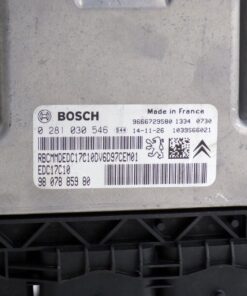 BOSCH
Made in France
9666729580 1334 0730
0 281 030 546 $44 14-11-26 1039S66021
RBCMMDEDC17C10DV6D97CEM01
EDC17C10
98 078 859 80